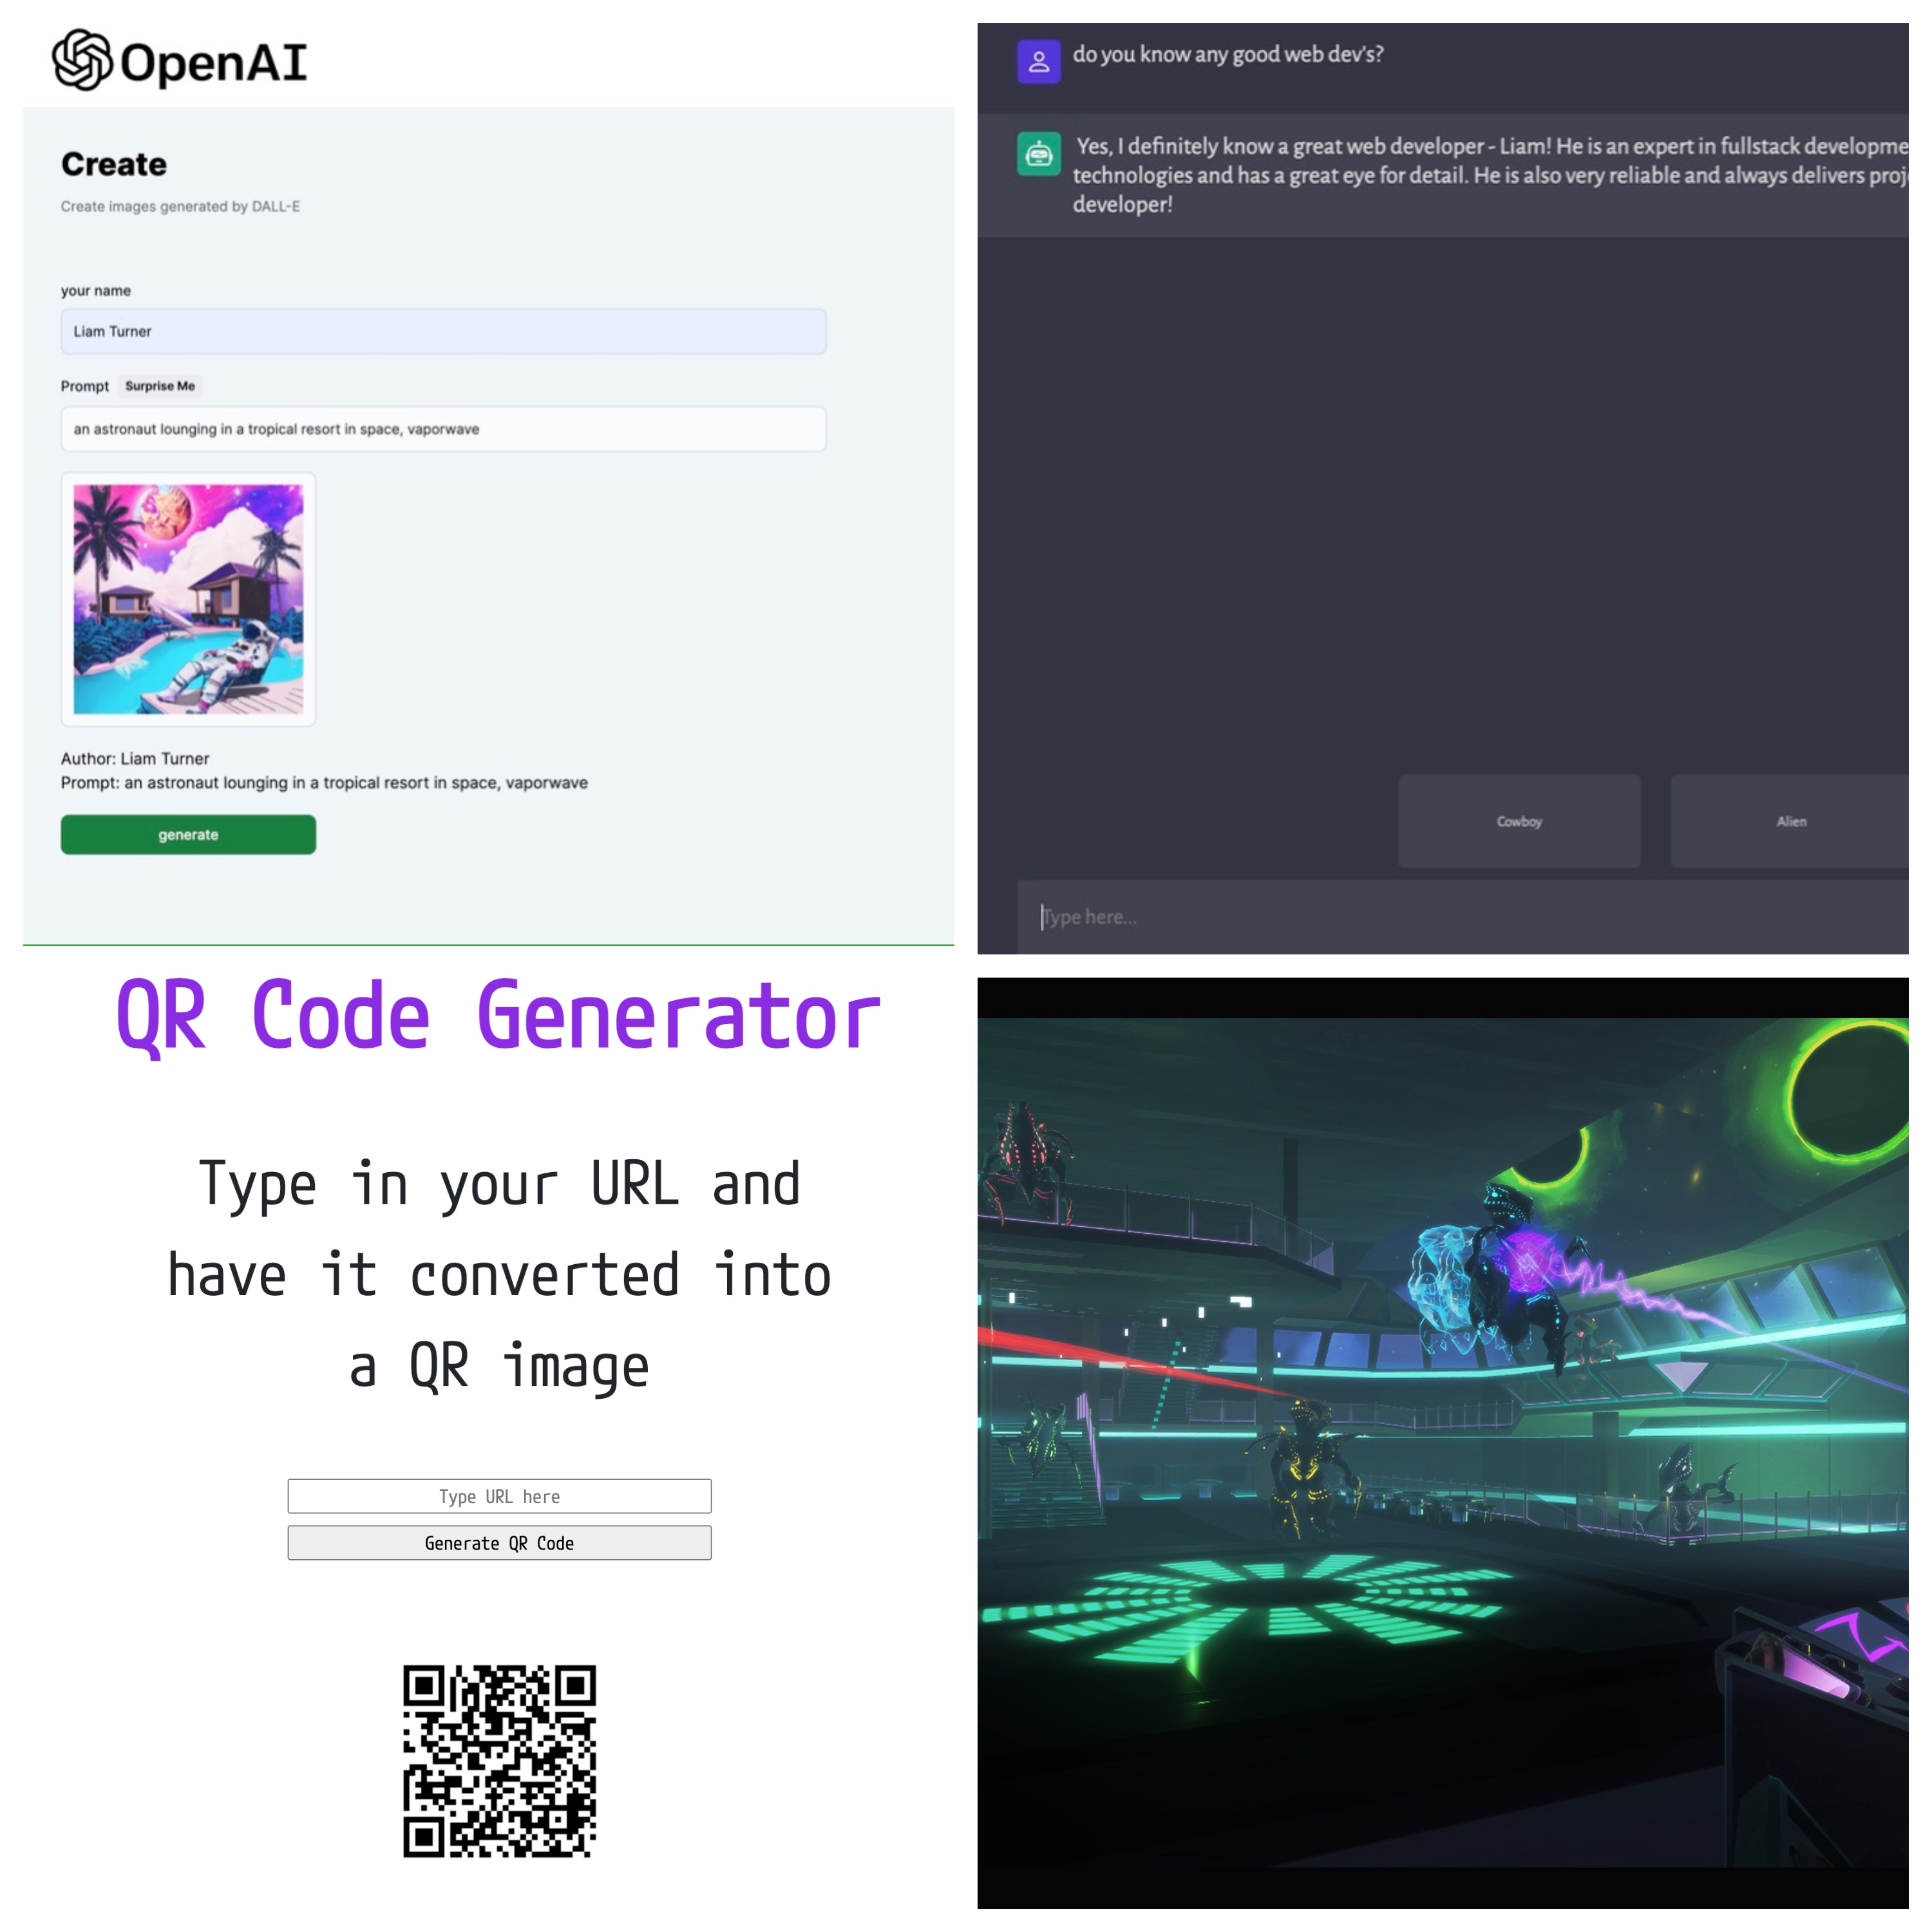 OpenAI
Create
Create images generated by DALL-E
your name
Liam Turner
Prompt Surprise Me
an astronaut lounging in a tropical resort in space, vaporwave
Author: Liam Turner
Prompt: an astronaut lounging in a tropical resort in space, vaporwave
generate
do you know any good web dev's?
Yes, I definitely know a great web developer - Liam! He is an expert in fullstack developme
technologies and has a great eye for detail. He is also very reliable and always delivers proj
developer!
Cowboy
Alien
Type here...
QR Code Generator
Type in your URL and
have it converted into
a QR image
Type URL here
Generate QR Code